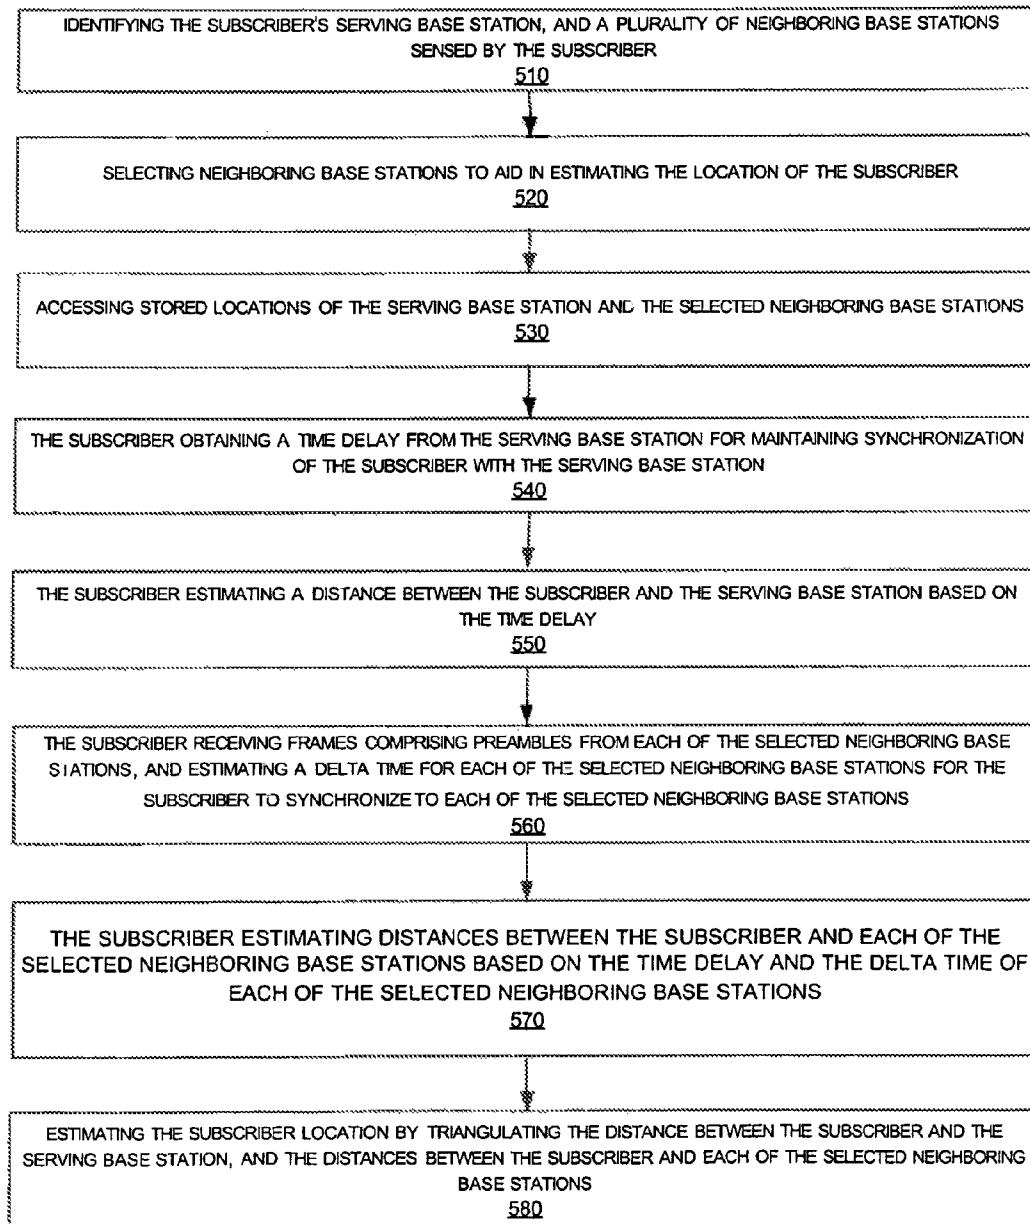 IDENTIFYING THE SUBSCRIBER'S SERVING BASE STATION, AND A PLURALITY OF NEIGHBORING BASE STATIONS
SENSED BY THE SUBSCRIBER
510
SELECTING NEIGHBORING BASE STATIONS TO AID IN ESTIMATING THE LOCATION OF THE SUBSCRIBER
520
ACCESSING STORED LOCATIONS OF THE SERVING BASE STATION AND THE SELECTED NEIGHBORING BASE STATIONS
530
THE SUBSCRIBER OBTAINING A TIME DELAY FROM THE SERVING BASE STATION FOR MAINTAINING SYNCHRONIZATION
OF THE SUBSCRIBER WITH THE SERVING BASE STATION
540
THE SUBSCRIBER ESTIMATING A DISTANCE BETWEEN THE SUBSCRIBER AND THE SERVING BASE STATION BASED ON
THE TIME DELAY
550
THE SUBSCRIBER RECEIVING FRAMES COMPRISING PREAMBLES FROM EACH OF THE SELECTED NEIGHBORING BASE
STATIONS, AND ESTIMATING A DELTA TIME FOR EACH OF THE SELECTED NEIGHBORING BASE STATIONS FOR THE
SUBSCRIBER TO SYNCHRONIZE TO EACH OF THE SELECTED NEIGHBORING BASE STATIONS
560
THE SUBSCRIBER ESTIMATING DISTANCES BETWEEN THE SUBSCRIBER AND EACH OF THE
SELECTED NEIGHBORING BASE STATIONS BASED ON THE TIME DELAY AND THE DELTA TIME OF
EACH OF THE SELECTED NEIGHBORING BASE STATIONS
570
ESTIMATING THE SUBSCRIBER LOCATION BY TRIANGULATING THE DISTANCE BETWEEN THE SUBSCRIBER AND THE
SERVING BASE STATION, AND THE DISTANCES BETWEEN THE SUBSCRIBER AND EACH OF THE SELECTED NEIGHBORING
BASE STATIONS
580